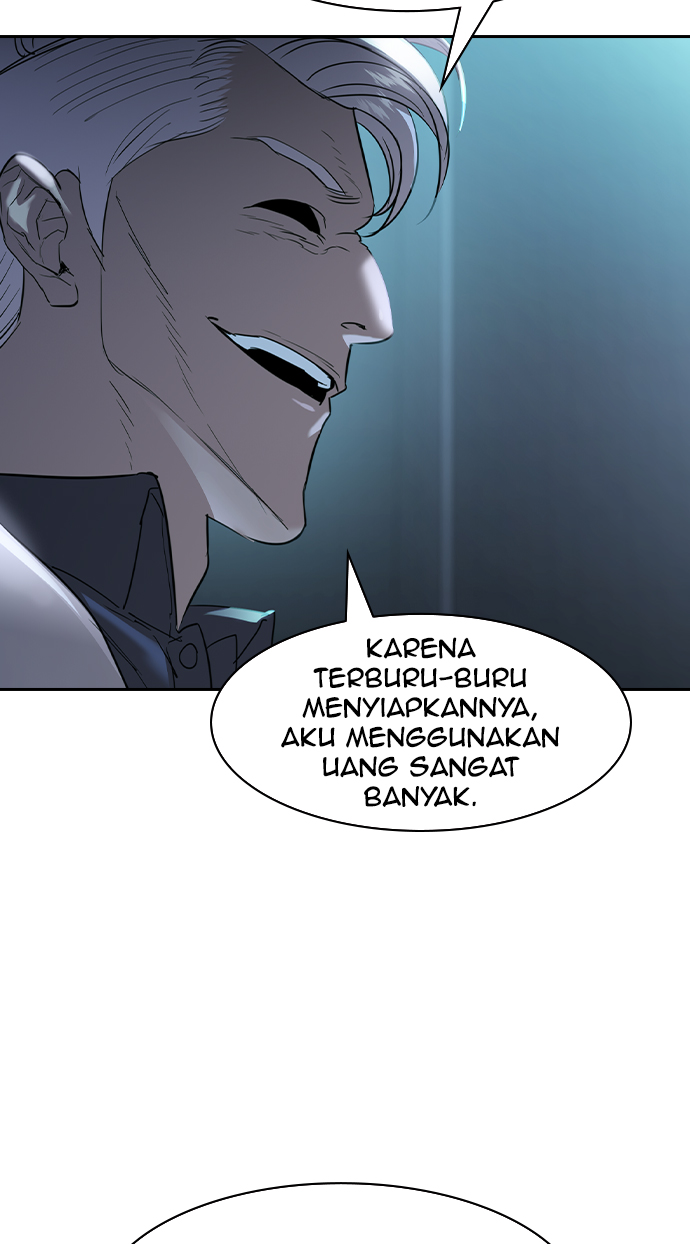 KARENA
TERBURU-BURU
MENYIAPKANNYA,
AKU MENGGUNAKAN
UANG SANGAT
BANYAK.